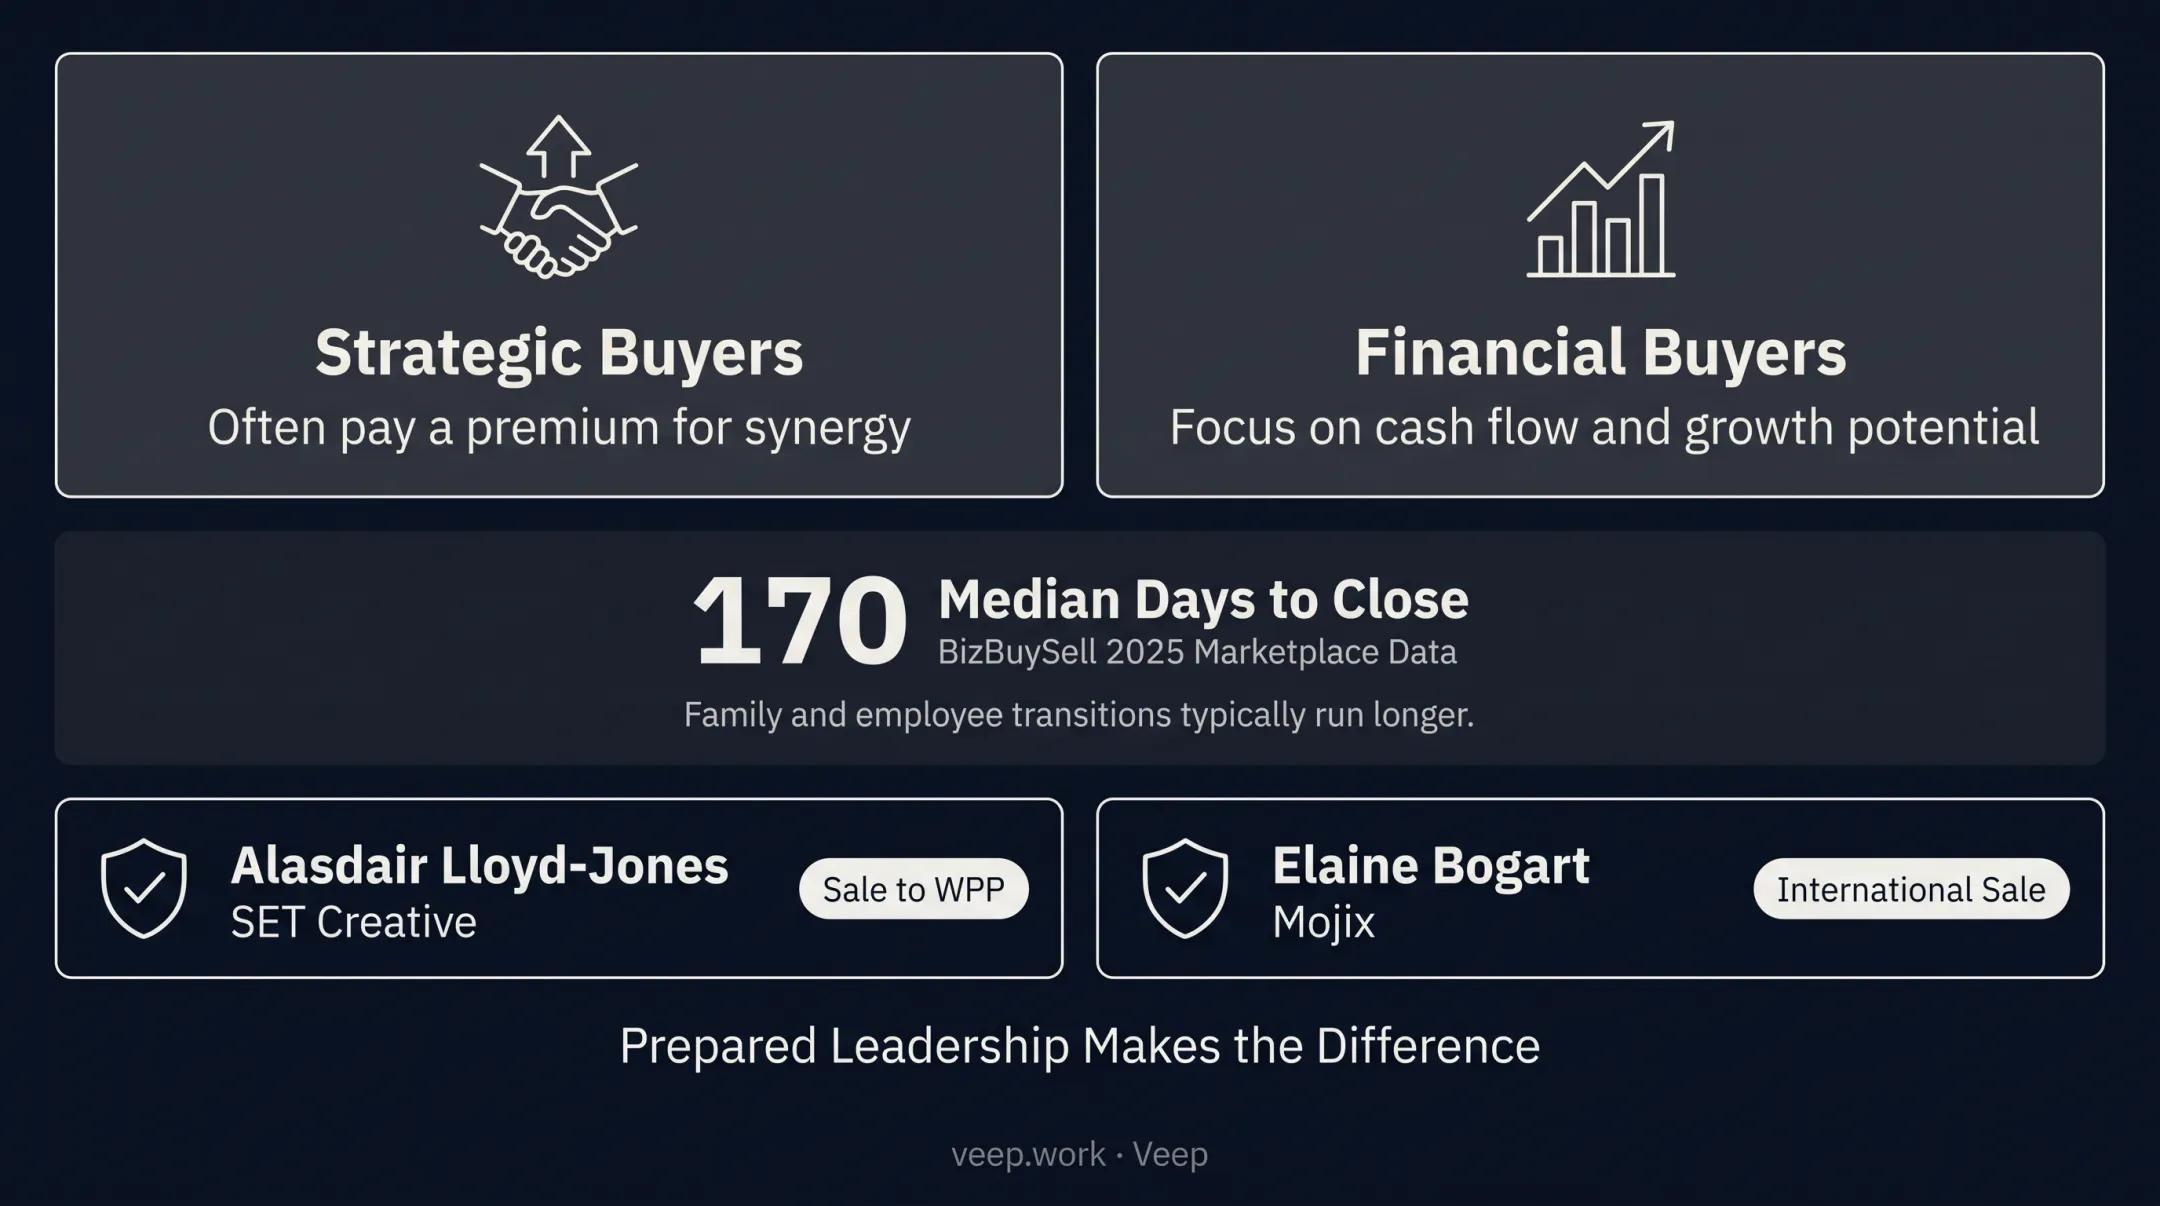 Strategic Buyers
Often pay a premium for synergy
Financial Buyers
Focus on cash flow and growth potential
170
Median Days to Close
BizBuySell 2025 Marketplace Data
Family and employee transitions typically run longer.
Alasdair Lloyd-Jones
SET Creative
Sale to WPP
Elaine Bogart
Mojix
International Sale
Prepared Leadership Makes the Difference
veep.work · Veep